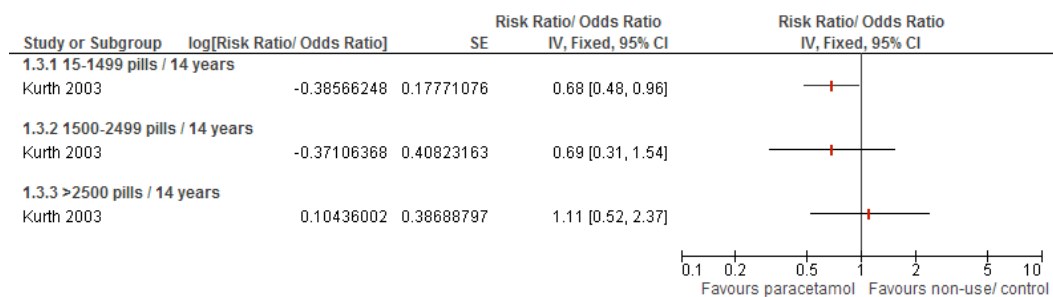 Risk Ratio/ Odds Ratio Risk Ratio/ Odds Ratio
Study or Subgroup log[Risk Ratio/ Odds Ratio] SE IV, Fixed, 95% CI IV, Fixed, 95% CI
1.3.1 15-1499 pills / 14 years
Kurth 2003 -0.38566248 0.17771076 0.68 [0.48, 0.96]
1.3.2 1500-2499 pills / 14 years
Kurth 2003 -0.37106368 0.40823163 0.69 [0.31, 1.54]
1.3.3 >2500 pills / 14 years
Kurth 2003 0.10436002 0.38688797 1.11 [0.52, 2.37]
0.1 0.2 0.5 1 2 5 10
Favours paracetamol Favours non-use/ control